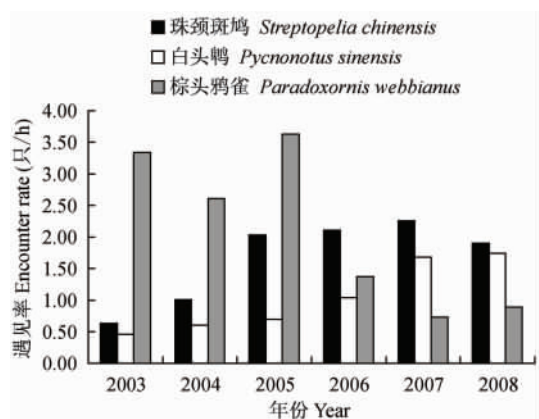 珠颈斑鸠 Streptopelia chinensis
白头鹎 Pycnonotus sinensis
棕头鸦雀 Paradoxornis webbianus
遇见率 Encounter rate (只/h)
4.00
3.50
3.00
2.50
2.00
1.50
1.00
0.50
0.00
2003 2004 2005 2006 2007 2008
年份 Year